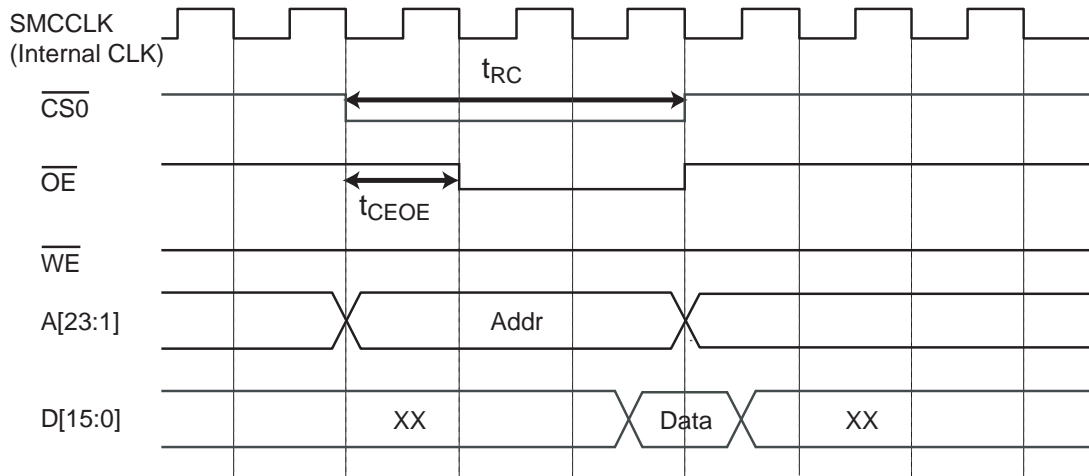 SMCCLK
(Internal CLK)
tRC
CS0
OE
tCEOE
WE
A[23:1]
Addr
D[15:0]
XX
Data
XX